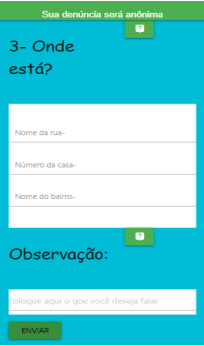 Sua denúncia será anônima
?
3- Onde
está?
Nome da rua-
Número da casa-
Nome do bairro-
?
Observação:
coloque aqui o que você deseja falar
ENVIAR